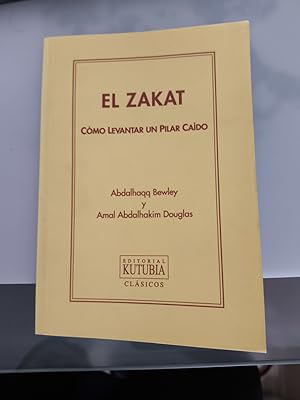 EL ZAKAT
CÓMO LEVANTAR UN PILAR CAÍDO
Abdalhaqq Bewley
y
Amal Abdalhakim Douglas
EDITORIAL
KUTUBIA
CLÁSICOS